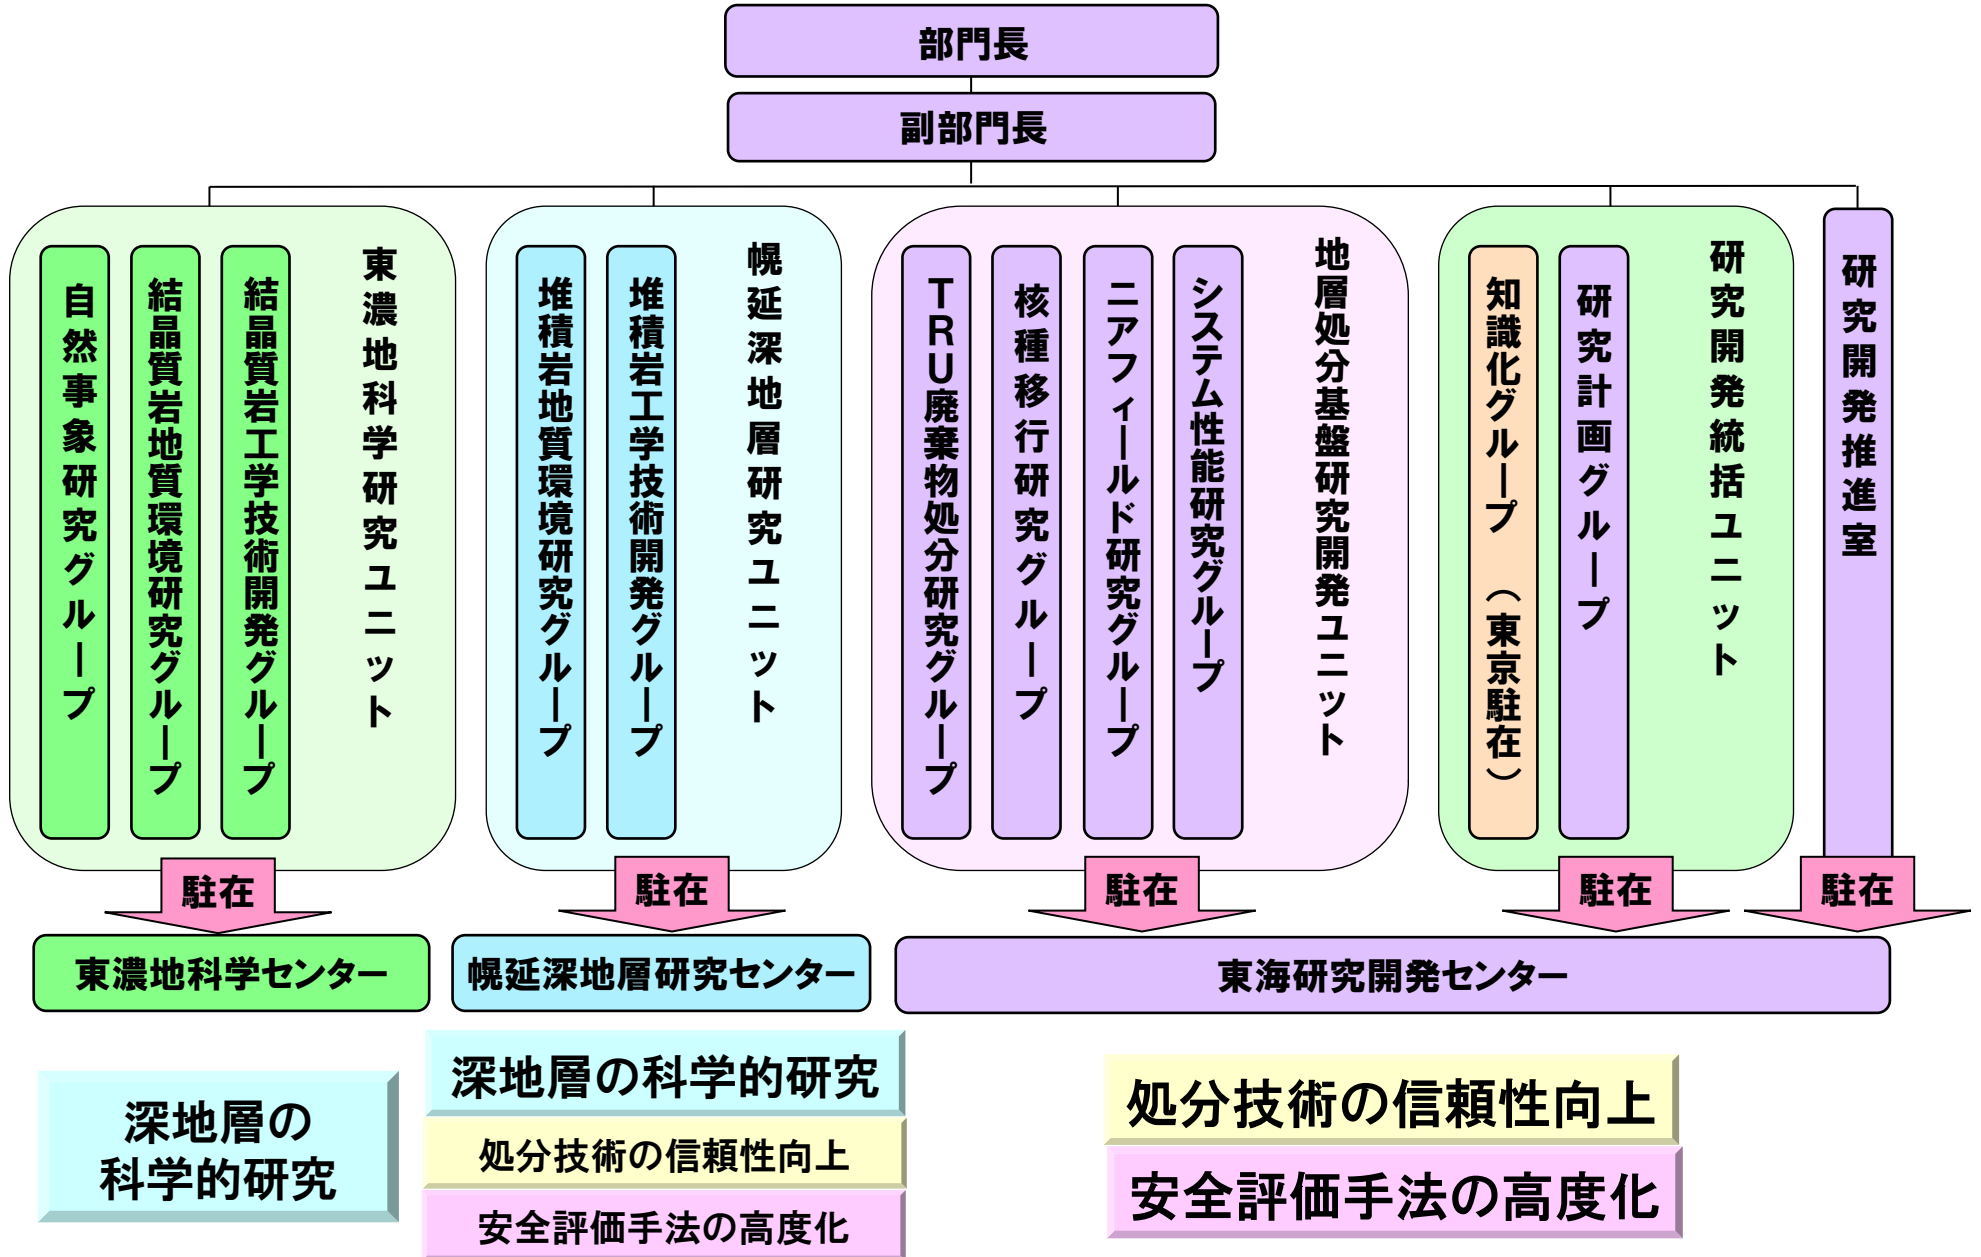 部門長
副部門長
東濃地科学研究ユニット
結晶質岩工学技術開発グループ
結晶質岩地質環境研究グループ
自然事象研究グループ
幌延深地層研究ユニット
堆積岩工学技術開発グループ
堆積岩地質環境研究グループ
地層処分基盤研究開発ユニット
システム性能研究グループ
ニアフィールド研究グループ
核種移行研究グループ
TRU廃棄物処分研究グループ
研究開発統括ユニット
研究計画グループ
知識化グループ　（東京駐在）
研究開発推進室
駐在
駐在
駐在
駐在
駐在
東濃地科学センター
幌延深地層研究センター
東海研究開発センター
深地層の
科学的研究
深地層の科学的研究
処分技術の信頼性向上
安全評価手法の高度化
処分技術の信頼性向上
安全評価手法の高度化